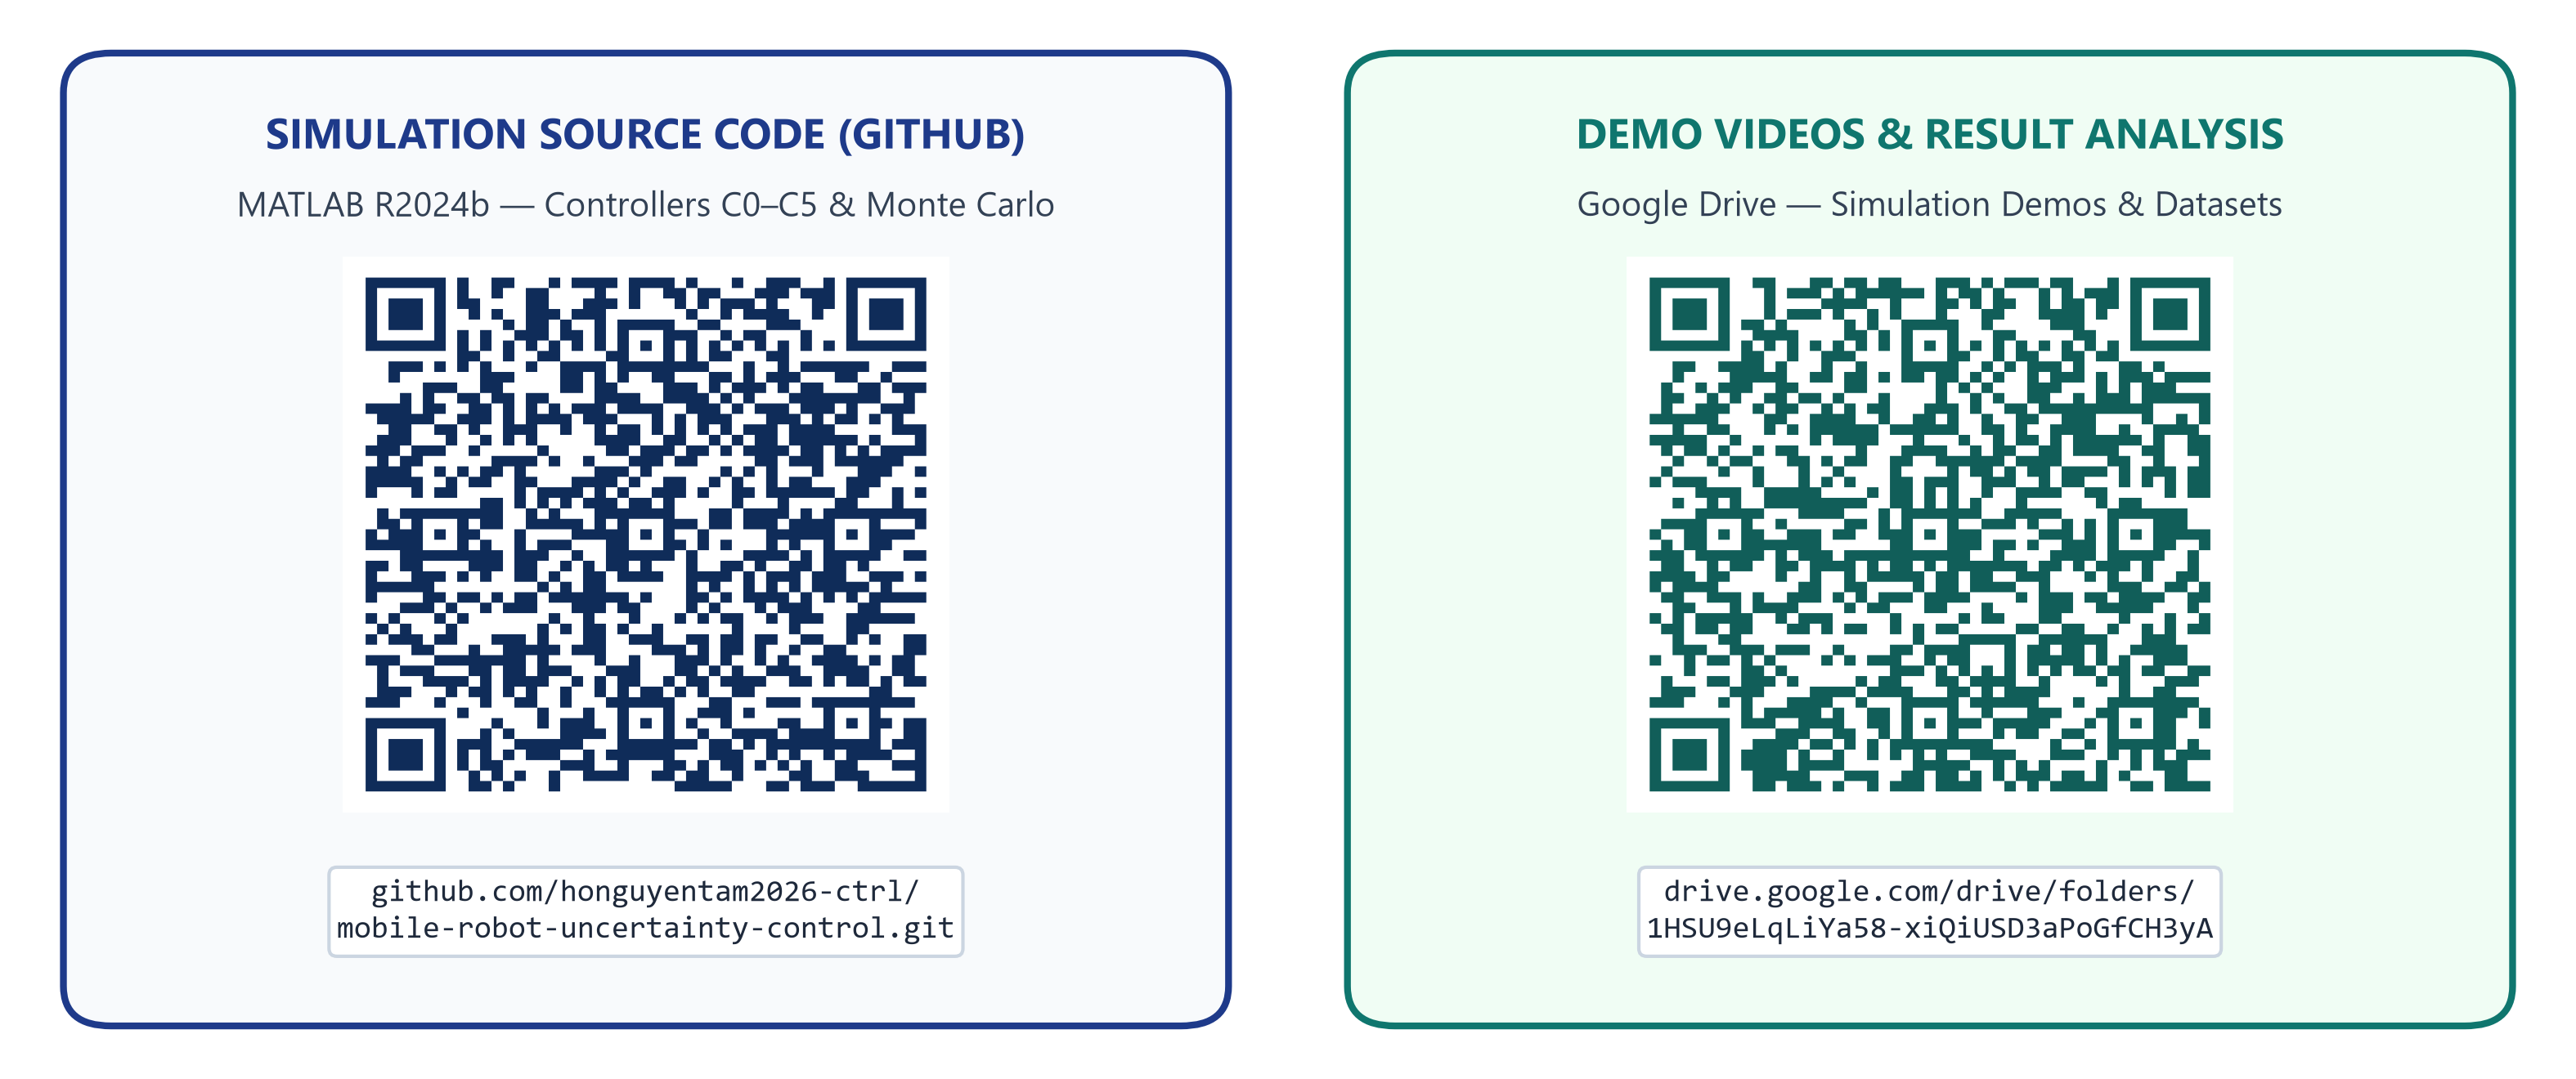 SIMULATION SOURCE CODE (GITHUB)
MATLAB R2024b — Controllers C0–C5 & Monte Carlo
github.com/honguyentam2026-ctrl/
mobile-robot-uncertainty-control.git
DEMO VIDEOS & RESULT ANALYSIS
Google Drive — Simulation Demos & Datasets
drive.google.com/drive/folders/
1HSU9eLqLiYa58-xiQiUSD3aPoGfCH3yA